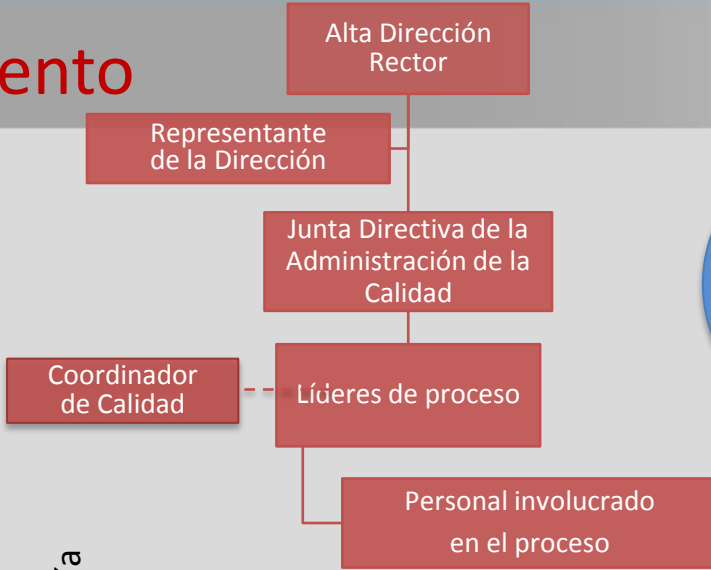 ento
Alta Dirección
Rector
Representante
de la Dirección
Junta Directiva de la
Administración de la
Calidad
Coordinador
de Calidad
Líderes de proceso
Personal involucrado
en el proceso